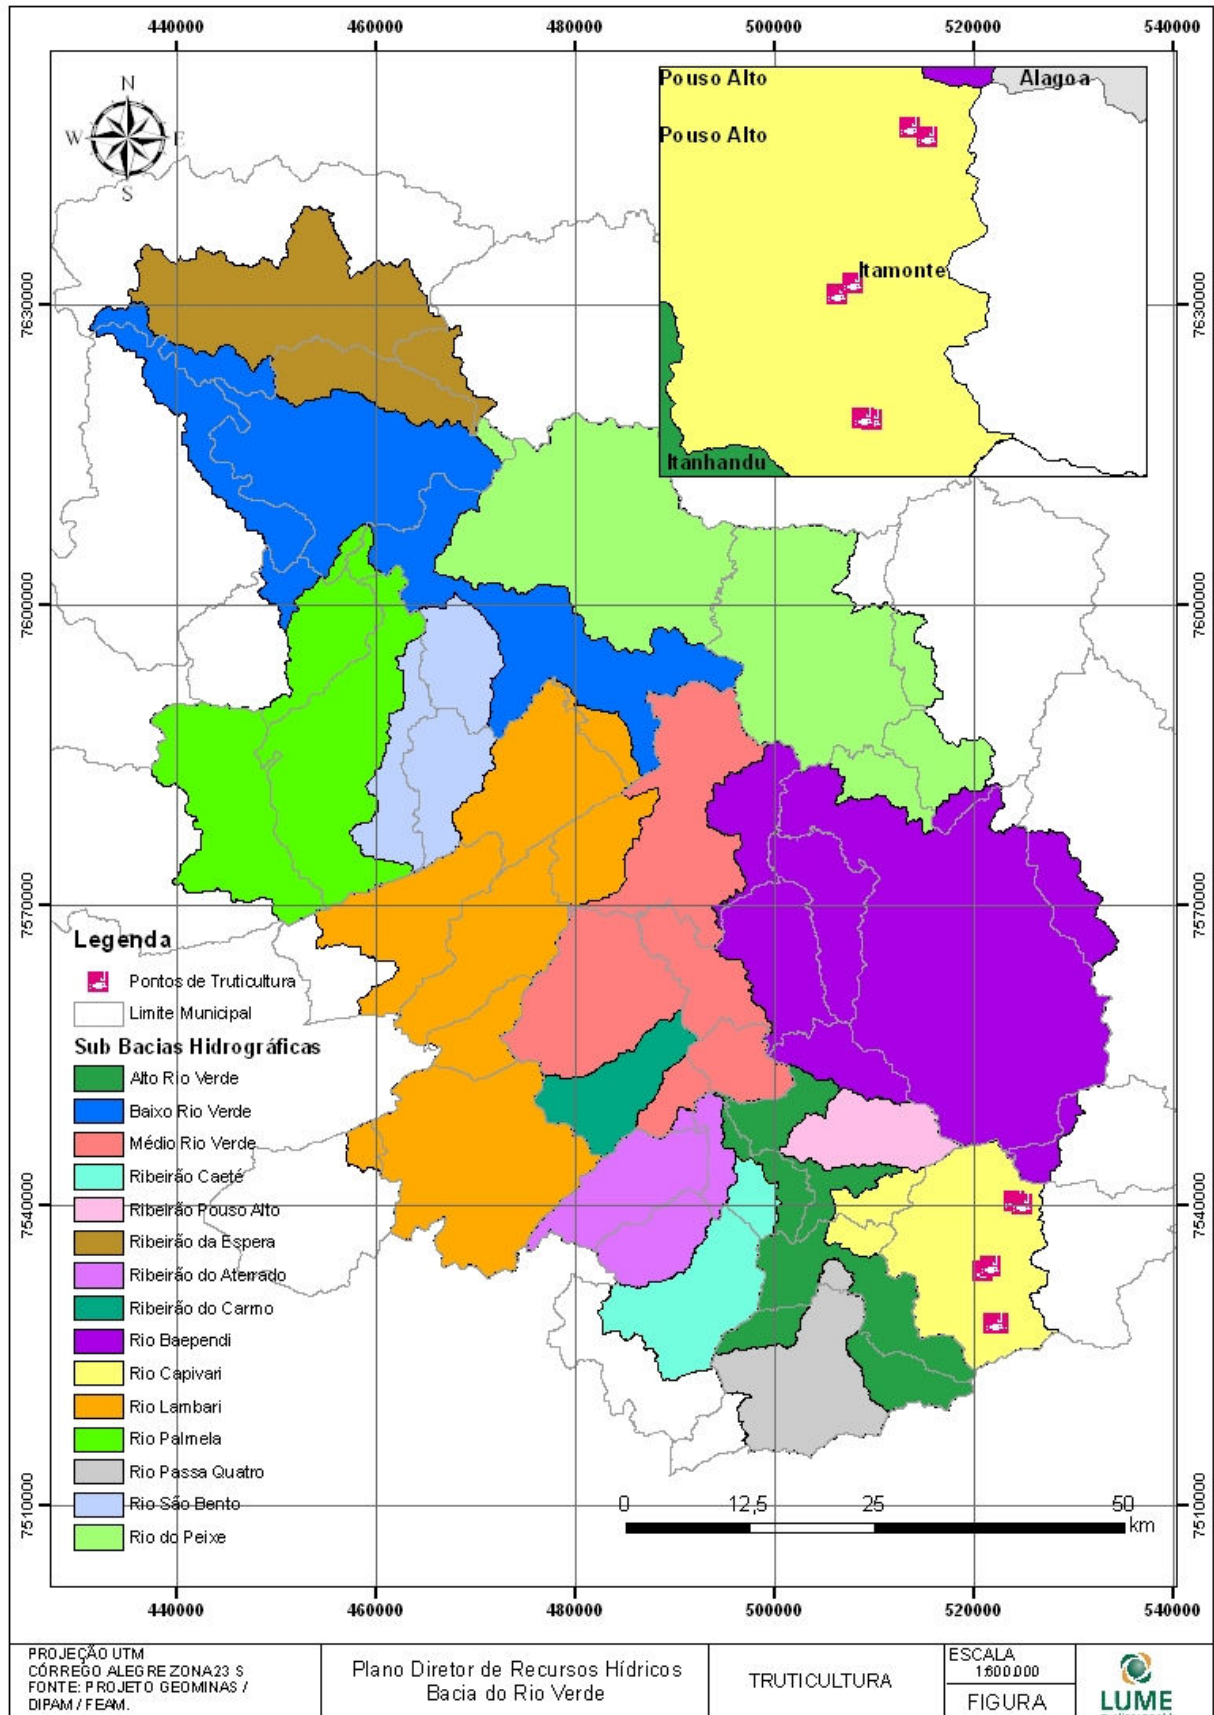 440000 460000 480000 500000 520000 540000
N
W E
S
Pouso Alto
Alagoa
Pouso Alto
Itamonte
Itanhandu
7630000 7630000
7600000 7600000
7570000 7570000
7540000 7540000
7510000 7510000
Legenda
Pontos de Truticultura
Limite Municipal
Sub Bacias Hidrográficas
Alto Rio Verde
Baixo Rio Verde
Médio Rio Verde
Ribeirão Caeté
Ribeirão Pouso Alto
Ribeirão da Espera
Ribeirão do Aterrado
Ribeirão do Carmo
Rio Baependi
Rio Capivari
Rio Lambari
Rio Palmela
Rio Passa Quatro
Rio São Bento
Rio do Peixe
0 12,5 25 50
km
440000 460000 480000 500000 520000 540000
PROJEÇÃO UTM
CÓRREGO ALEGRE ZONA 23 S
FONTE: PROJETO GEOMINAS /
DIPAM / FEAM.
Plano Diretor de Recursos Hídricos
Bacia do Rio Verde
TRUTICULTURA
ESCALA
1:600.000
FIGURA
LUME